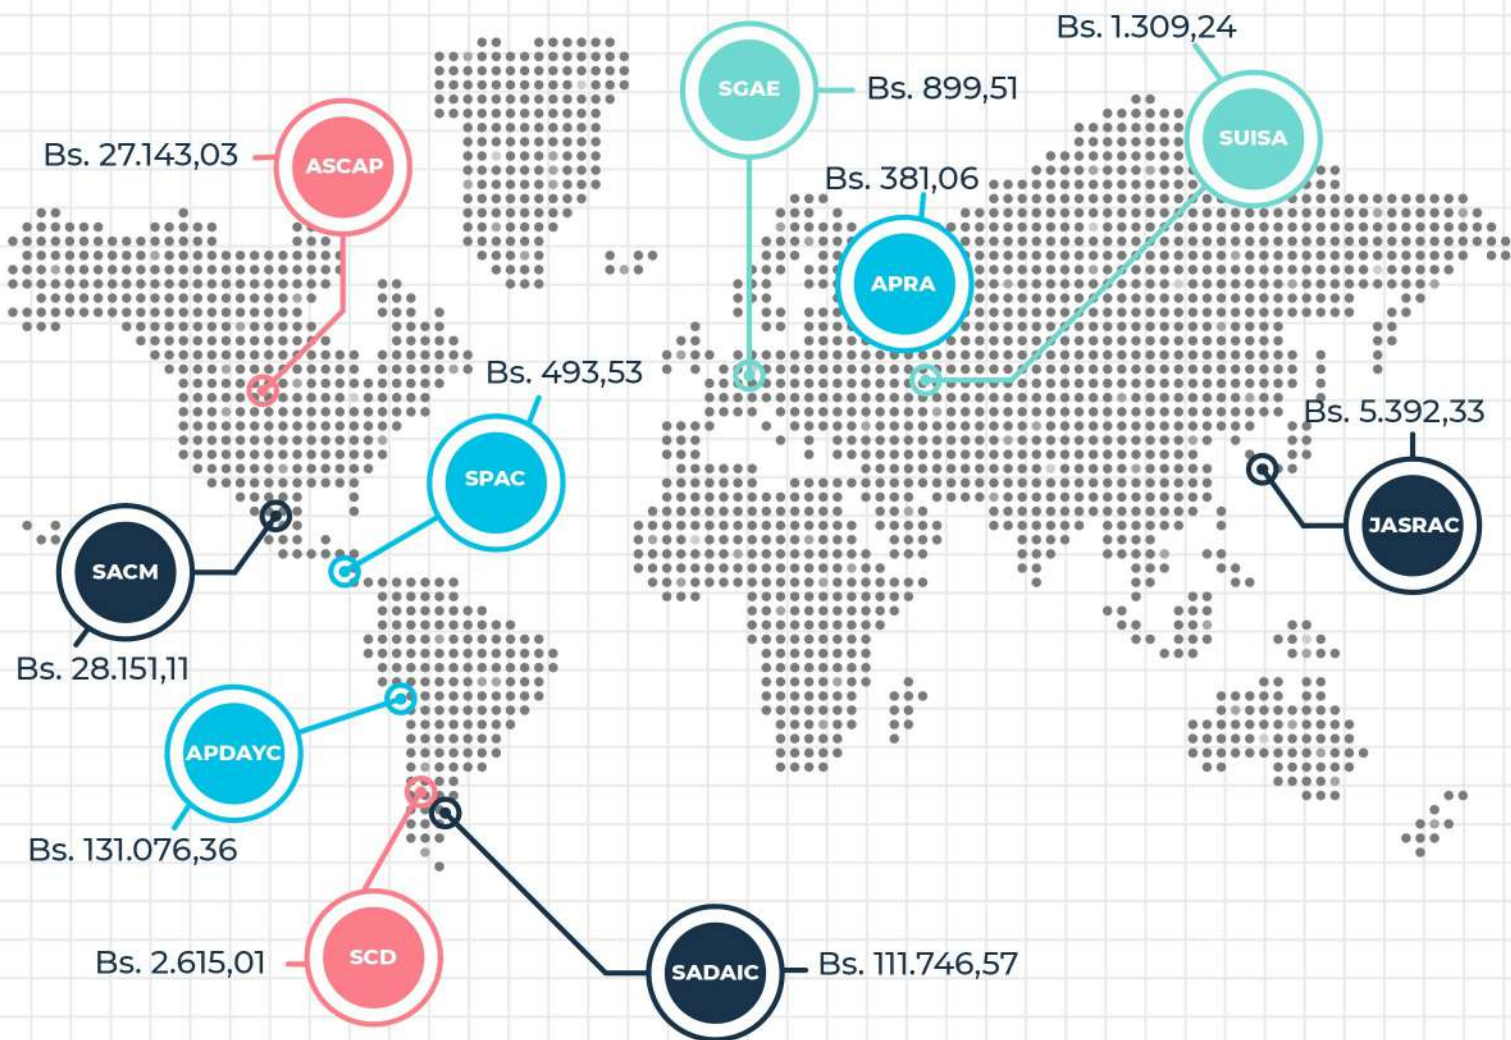 Bs. 1.309,24
SGAE
Bs. 899,51
SUISA
Bs. 27.143,03
ASCAP
Bs. 381,06
APRA
Bs. 493,53
SPAC
Bs. 5.392,33
JASRAC
SACM
Bs. 28.151,11
APDAYC
Bs. 131.076,36
Bs. 2.615,01
SCD
SADAIC
Bs. 111.746,57